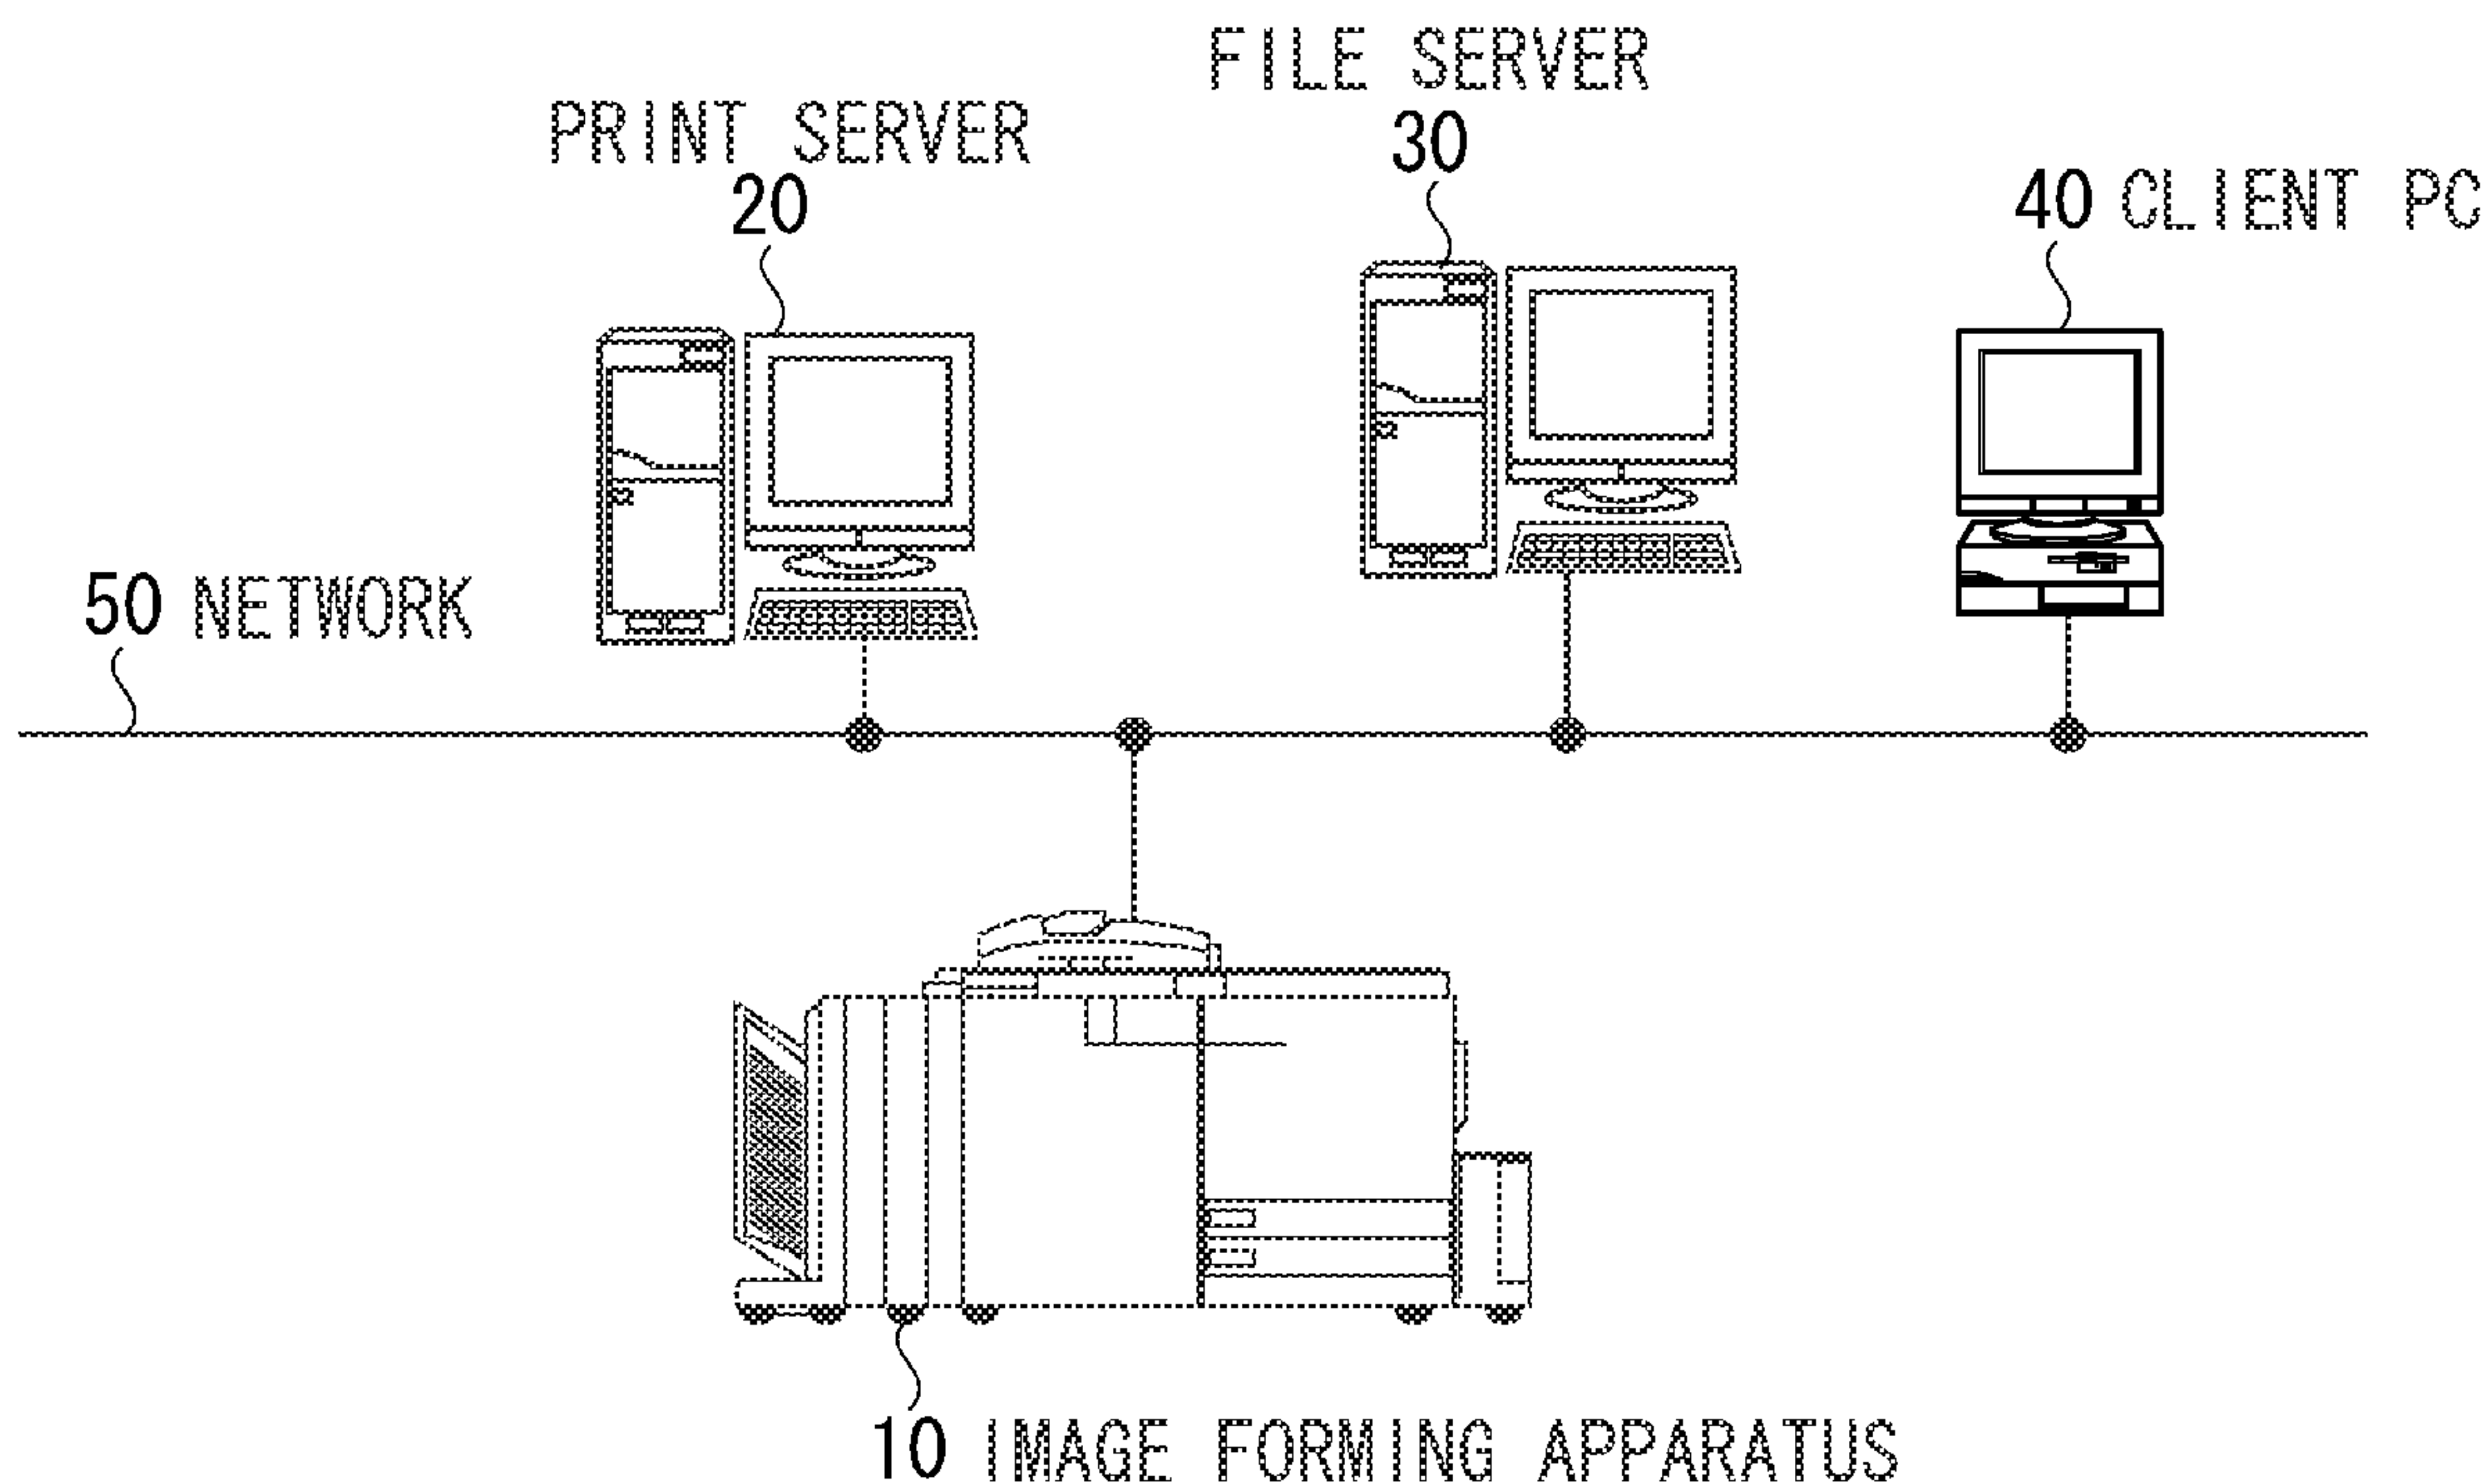 FILE SERVER
30
PRINT SERVER
20
40 CLIENT PC
50 NETWORK
10 IMAGE FORMING APPARATUS